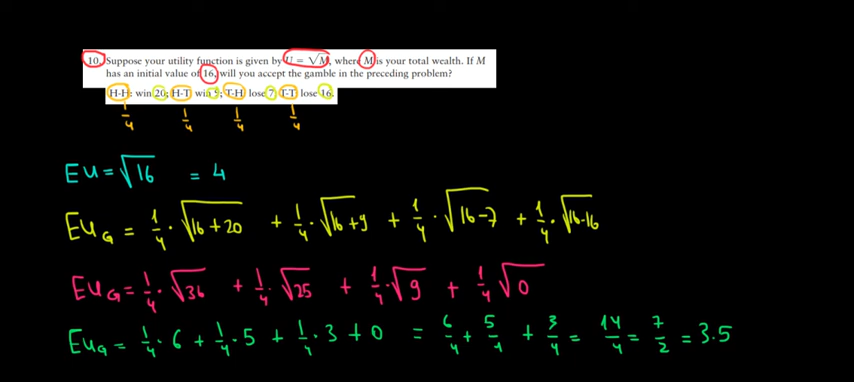 10. Suppose your utility function is given by U = √M, where M is your total wealth. If M
has an initial value of 16, will you accept the gamble in the preceding problem?
H-H: win 20; H-T win 9; T-H lose 7 T-T lose 16.
1/4 1/4 1/4 1/4
EU = √16 = 4
EU_G = 1/4 · √(16 + 20) + 1/4 · √(16 + 9) + 1/4 · √(16 - 7) + 1/4 · √(16-16)
EU_G = 1/4 · √36 + 1/4 · √25 + 1/4 · √9 + 1/4 √0
EU_G = 1/4 · 6 + 1/4 · 5 + 1/4 · 3 + 0 = 6/4 + 5/4 + 3/4 = 14/4 = 7/2 = 3.5